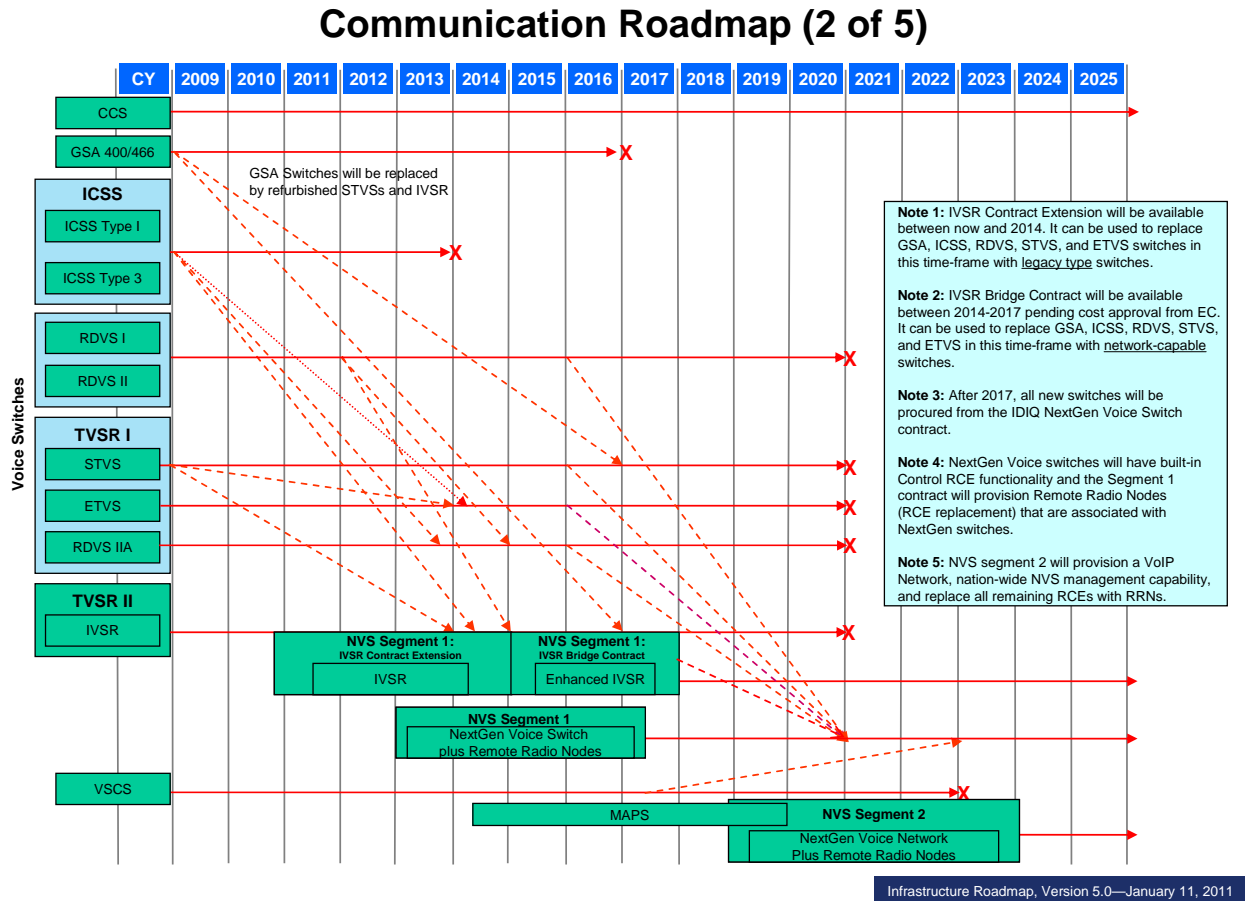 Communication Roadmap (2 of 5)
CY 2009 2010 2011 2012 2013 2014 2015 2016 2017 2018 2019 2020 2021 2022 2023 2024 2025
Voice Switches
CCS
GSA 400/466
X
GSA Switches will be replaced
by refurbished STVSs and IVSR
ICSS
ICSS Type I
X
ICSS Type 3
RDVS I
X
RDVS II
TVSR I
STVS
X
ETVS
X
RDVS IIA
X
TVSR II
IVSR
X
NVS Segment 1:
IVSR Contract Extension
IVSR
NVS Segment 1:
IVSR Bridge Contract
Enhanced IVSR
NVS Segment 1
NextGen Voice Switch
plus Remote Radio Nodes
VSCS
X
MAPS
NVS Segment 2
NextGen Voice Network
Plus Remote Radio Nodes
Note 1: IVSR Contract Extension will be available
between now and 2014. It can be used to replace
GSA, ICSS, RDVS, STVS, and ETVS switches in
this time-frame with legacy type switches.
Note 2: IVSR Bridge Contract will be available
between 2014-2017 pending cost approval from EC.
It can be used to replace GSA, ICSS, RDVS, STVS,
and ETVS in this time-frame with network-capable
switches.
Note 3: After 2017, all new switches will be
procured from the IDIQ NextGen Voice Switch
contract.
Note 4: NextGen Voice switches will have built-in
Control RCE functionality and the Segment 1
contract will provision Remote Radio Nodes
(RCE replacement) that are associated with
NextGen switches.
Note 5: NVS segment 2 will provision a VoIP
Network, nation-wide NVS management capability,
and replace all remaining RCEs with RRNs.
Infrastructure Roadmap, Version 5.0—January 11, 2011